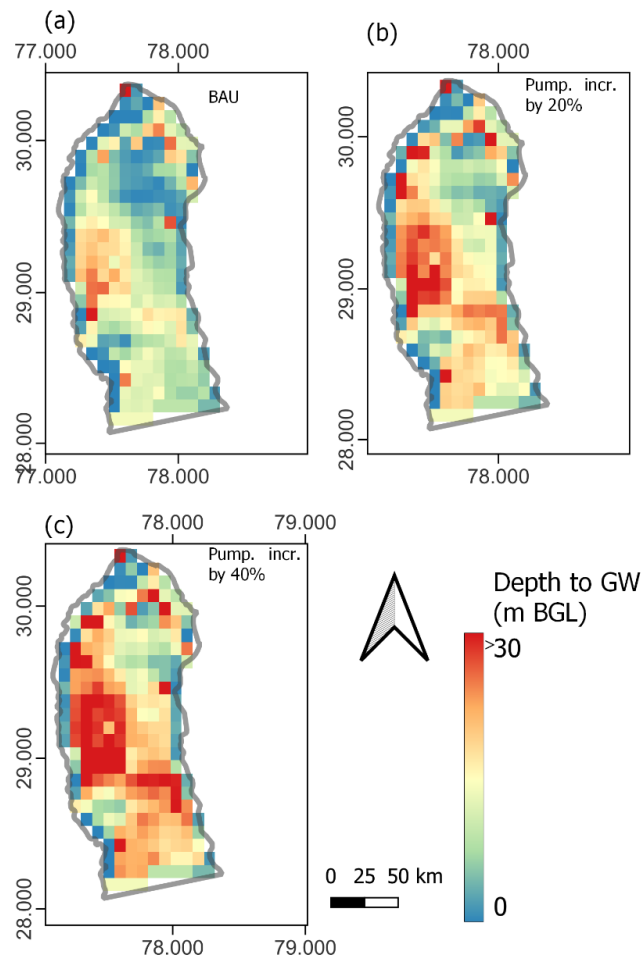 (a)
77.000 78.000
BAU
30.000
29.000
28.000
77.000 78.000
(b)
78.000
Pump. incr.
by 20%
30.000
29.000
28.000
78.000
(c)
78.000 79.000
Pump. incr.
by 40%
30.000
29.000
28.000
78.000 79.000
Depth to GW
(m BGL)
>30
0
0 25 50 km